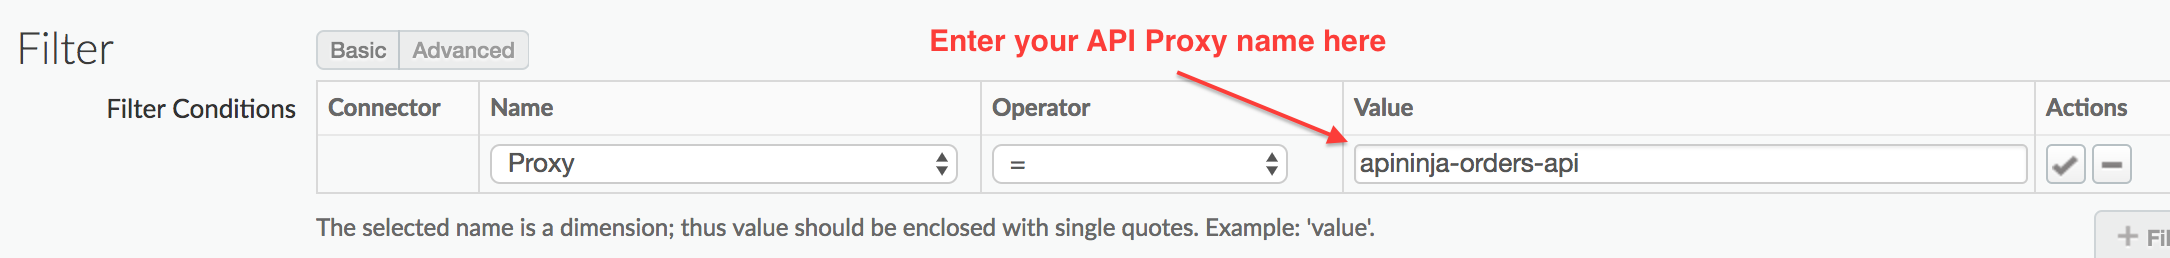 Filter
Basic Advanced
Enter your API Proxy name here
Filter Conditions
Connector Name Operator Value Actions
Proxy = apininja-orders-api
The selected name is a dimension; thus value should be enclosed with single quotes. Example: 'value'.
+ Fil